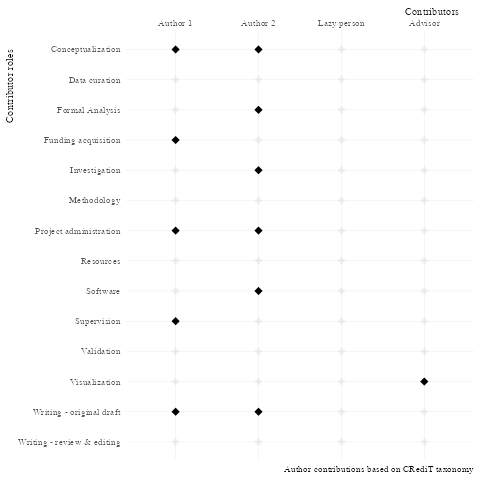 Contributors
Author 1 Author 2 Lazy person Advisor
Contributor roles
Conceptualization
Data curation
Formal Analysis
Funding acquisition
Investigation
Methodology
Project administration
Resources
Software
Supervision
Validation
Visualization
Writing - original draft
Writing - review & editing
Author contributions based on CRediT taxonomy